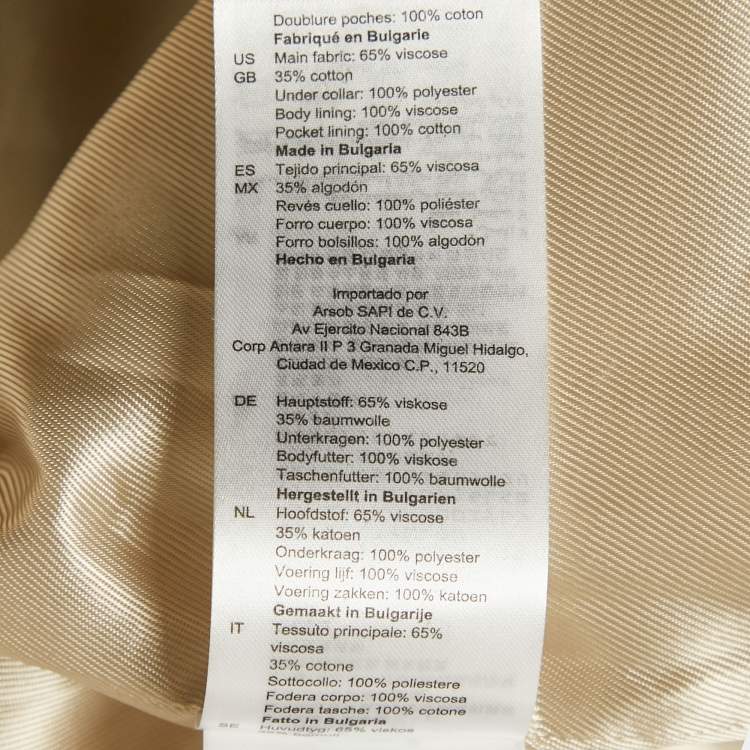 Doublure poches: 100% coton
Fabriqué en Bulgarie
US Main fabric: 65% viscose
GB 35% cotton
Under collar: 100% polyester
Body lining: 100% viscose
Pocket lining: 100% cotton
Made in Bulgaria
ES Tejido principal: 65% viscosa
MX 35% algodón
Revés cuello: 100% poliéster
Forro cuerpo: 100% viscosa
Forro bolsillos: 100% algodón
Hecho en Bulgaria
Importado por
Arsob SAPI de C.V.
Av Ejercito Nacional 843B
Corp Antara II P 3 Granada Miguel Hidalgo,
Ciudad de Mexico C.P., 11520
DE Hauptstoff: 65% viskose
35% baumwolle
Unterkragen: 100% polyester
Bodyfutter: 100% viskose
Taschenfutter: 100% baumwolle
Hergestellt in Bulgarien
NL Hoofdstof: 65% viscose
35% katoen
Onderkraag: 100% polyester
Voering lijf: 100% viscose
Voering zakken: 100% katoen
Gemaakt in Bulgarije
IT Tessuto principale: 65%
viscosa
35% cotone
Sottocollo: 100% poliestere
Fodera corpo: 100% viscosa
Fodera tasche: 100% cotone
Fatto in Bulgaria
SE Huvudtyg: 65% viskos